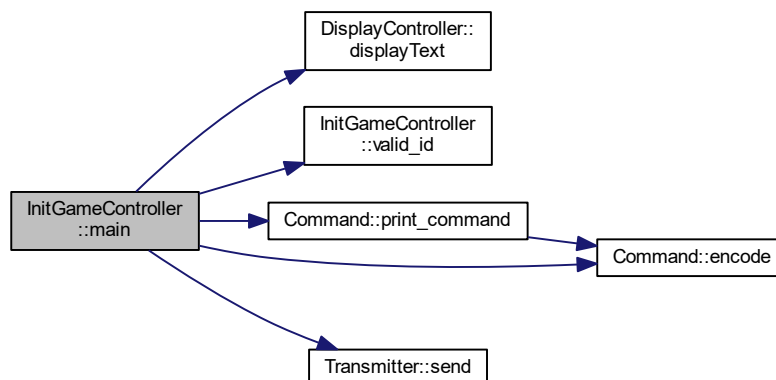 DisplayController::
displayText
InitGameController
::valid_id
InitGameController
::main
Command::print_command
Command::encode
Transmitter::send